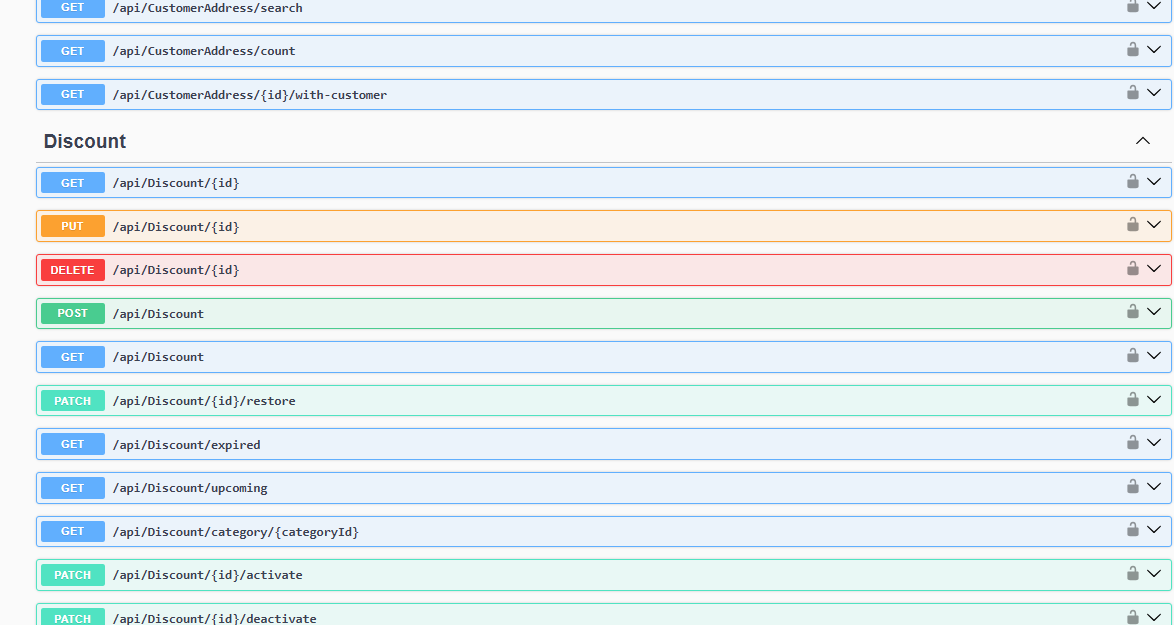 GET /api/CustomerAddress/search
GET /api/CustomerAddress/count
GET /api/CustomerAddress/{id}/with-customer
Discount
GET /api/Discount/{id}
PUT /api/Discount/{id}
DELETE /api/Discount/{id}
POST /api/Discount
GET /api/Discount
PATCH /api/Discount/{id}/restore
GET /api/Discount/expired
GET /api/Discount/upcoming
GET /api/Discount/category/{categoryId}
PATCH /api/Discount/{id}/activate
PATCH /api/Discount/{id}/deactivate